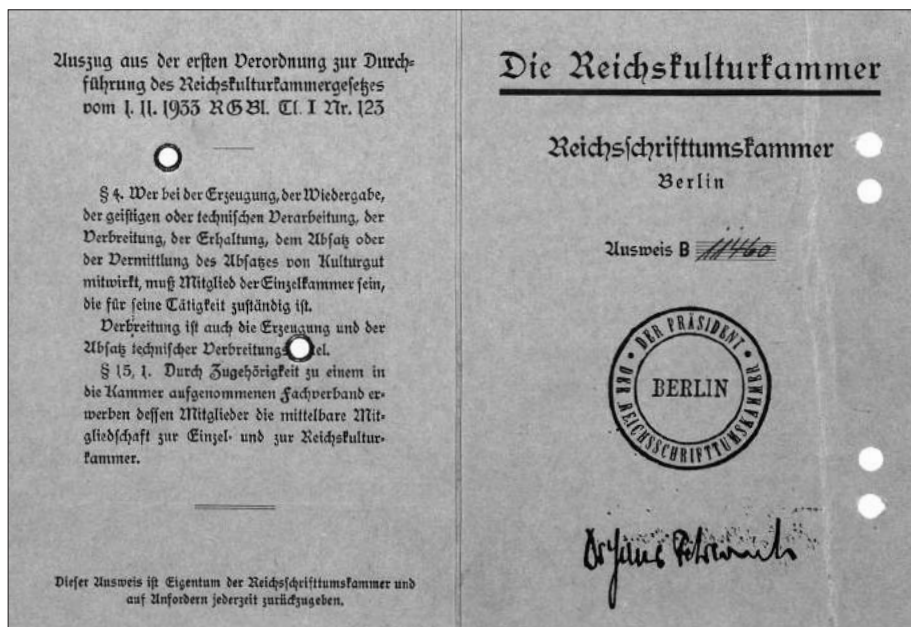 Auszug aus der ersten Verordnung zur Durch-
führung des Reichskulturkammergesetzes
vom 1. 11. 1933 RGBl. Tl. I Nr. 123
§ 4. Wer bei der Erzeugung, der Wiedergabe,
der geistigen oder technischen Verarbeitung, der
Verbreitung, der Erhaltung, dem Absatz oder
der Vermittlung des Absatzes von Kulturgut
mitwirkt, muß Mitglied der Einzelkammer sein,
die für seine Tätigkeit zuständig ist.
Verbreitung ist auch die Erzeugung und der
Absatz technischer
§ 15, 1. Durch Zugehörigkeit zu einem in
die Kammer aufgenommenen Fachverband er-
werben dessen Mitglieder die mittelbare Mit-
gliedschaft zur Einzel- und zur Reichskultur-
kammer.
Dieser Ausweis ist Eigentum der Reichsschrifttumskammer und
auf Anfordern jederzeit zurückzugeben.
Die Reichskulturkammer
Reichsschrifttumskammer
Berlin
Ausweis B 11460
DER PRÄSIDENT
DER REICHSSCHRIFTTUMSKAMMER
BERLIN
Dr